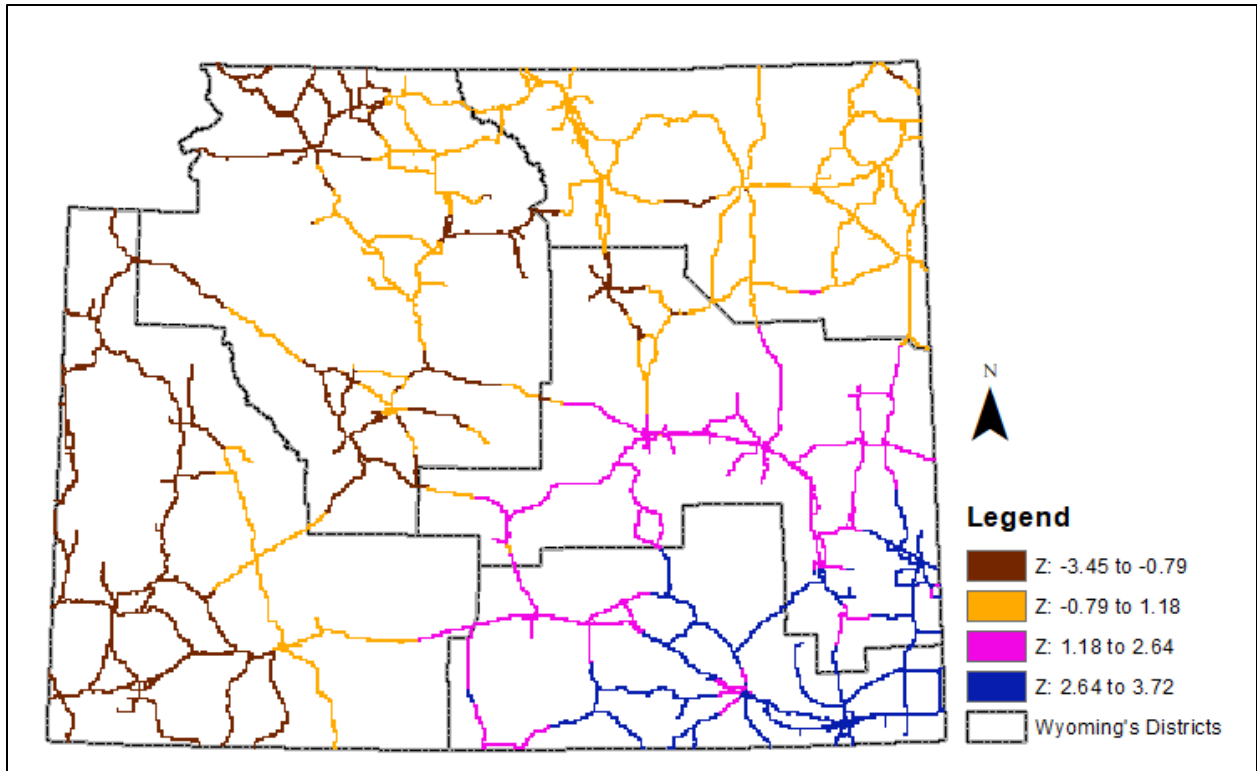 N
Legend
Z: -3.45 to -0.79
Z: -0.79 to 1.18
Z: 1.18 to 2.64
Z: 2.64 to 3.72
Wyoming's Districts